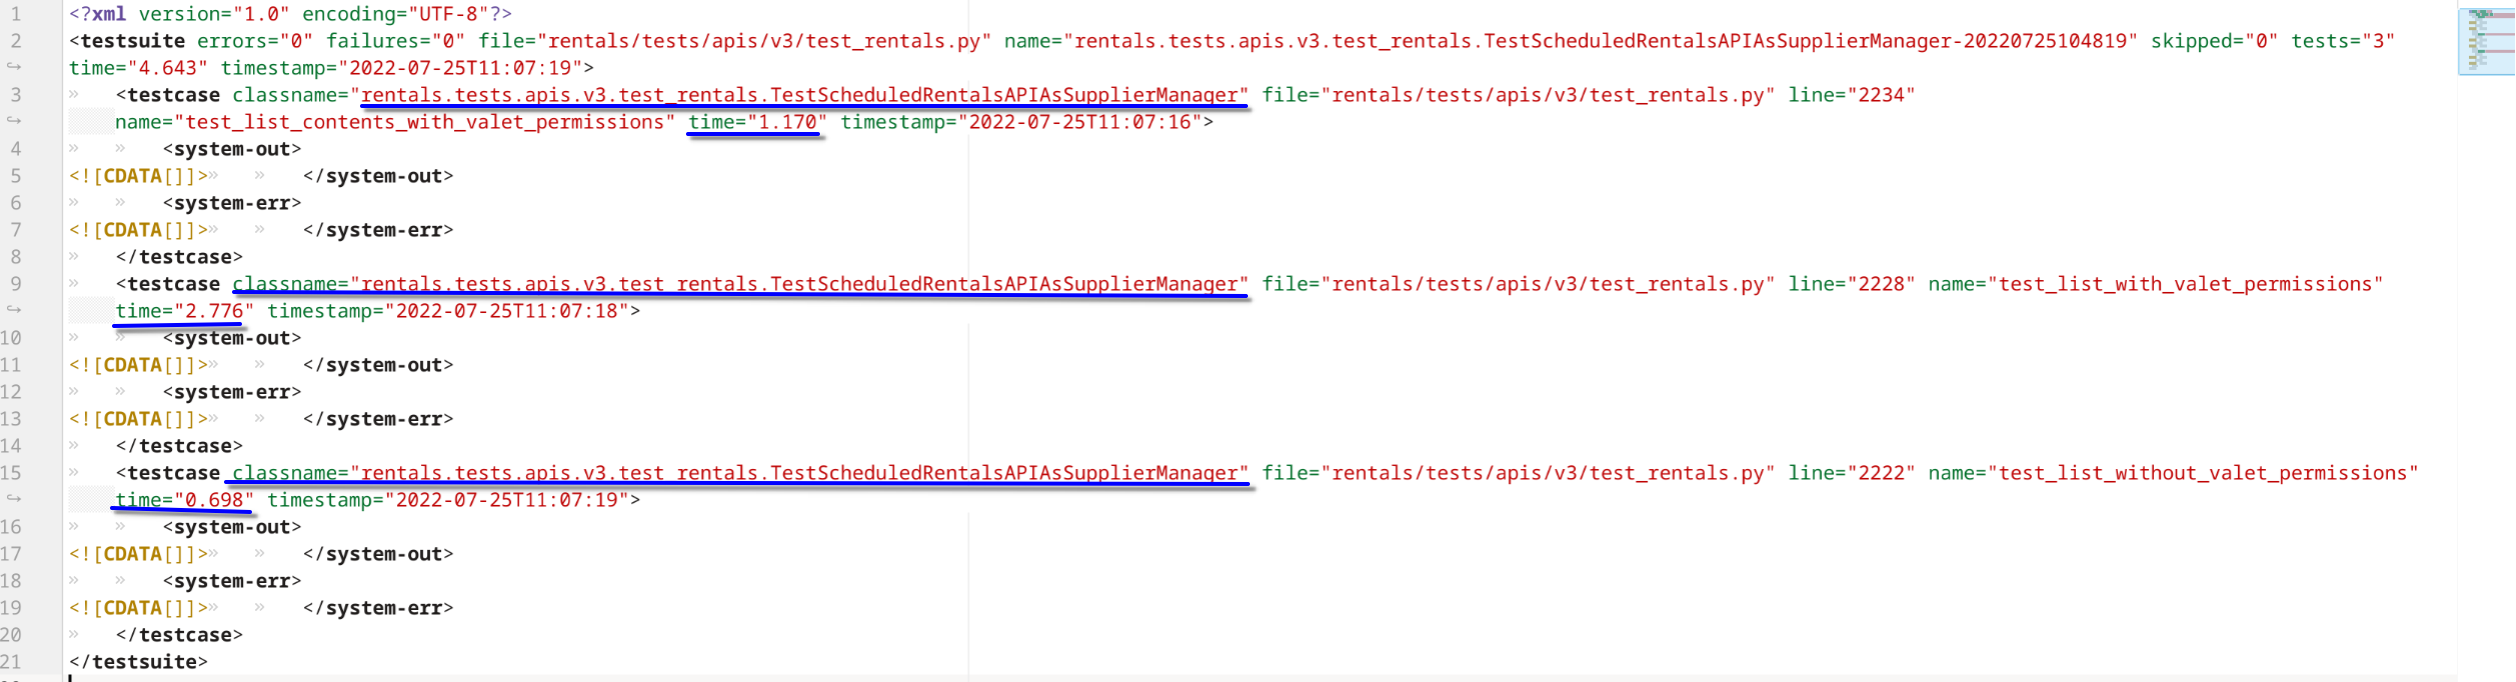 1 <?xml version="1.0" encoding="UTF-8"?>
2 <testsuite errors="0" failures="0" file="rentals/tests/apis/v3/test_rentals.py" name="rentals.tests.apis.v3.test_rentals.TestScheduledRentalsAPIAsSupplierManager-20220725104819" skipped="0" tests="3"
↪ time="4.643" timestamp="2022-07-25T11:07:19">
3 » <testcase classname="rentals.tests.apis.v3.test_rentals.TestScheduledRentalsAPIAsSupplierManager" file="rentals/tests/apis/v3/test_rentals.py" line="2234"
↪ name="test_list_contents_with_valet_permissions" time="1.170" timestamp="2022-07-25T11:07:16">
4 » » <system-out>
5 <![CDATA[]]>» » </system-out>
6 » » <system-err>
7 <![CDATA[]]>» » </system-err>
8 » </testcase>
9 » <testcase classname="rentals.tests.apis.v3.test_rentals.TestScheduledRentalsAPIAsSupplierManager" file="rentals/tests/apis/v3/test_rentals.py" line="2228" name="test_list_with_valet_permissions"
↪ time="2.776" timestamp="2022-07-25T11:07:18">
10 » » <system-out>
11 <![CDATA[]]>» » </system-out>
12 » » <system-err>
13 <![CDATA[]]>» » </system-err>
14 » </testcase>
15 » <testcase classname="rentals.tests.apis.v3.test_rentals.TestScheduledRentalsAPIAsSupplierManager" file="rentals/tests/apis/v3/test_rentals.py" line="2222" name="test_list_without_valet_permissions"
↪ time="0.698" timestamp="2022-07-25T11:07:19">
16 » » <system-out>
17 <![CDATA[]]>» » </system-out>
18 » » <system-err>
19 <![CDATA[]]>» » </system-err>
20 » </testcase>
21 </testsuite>